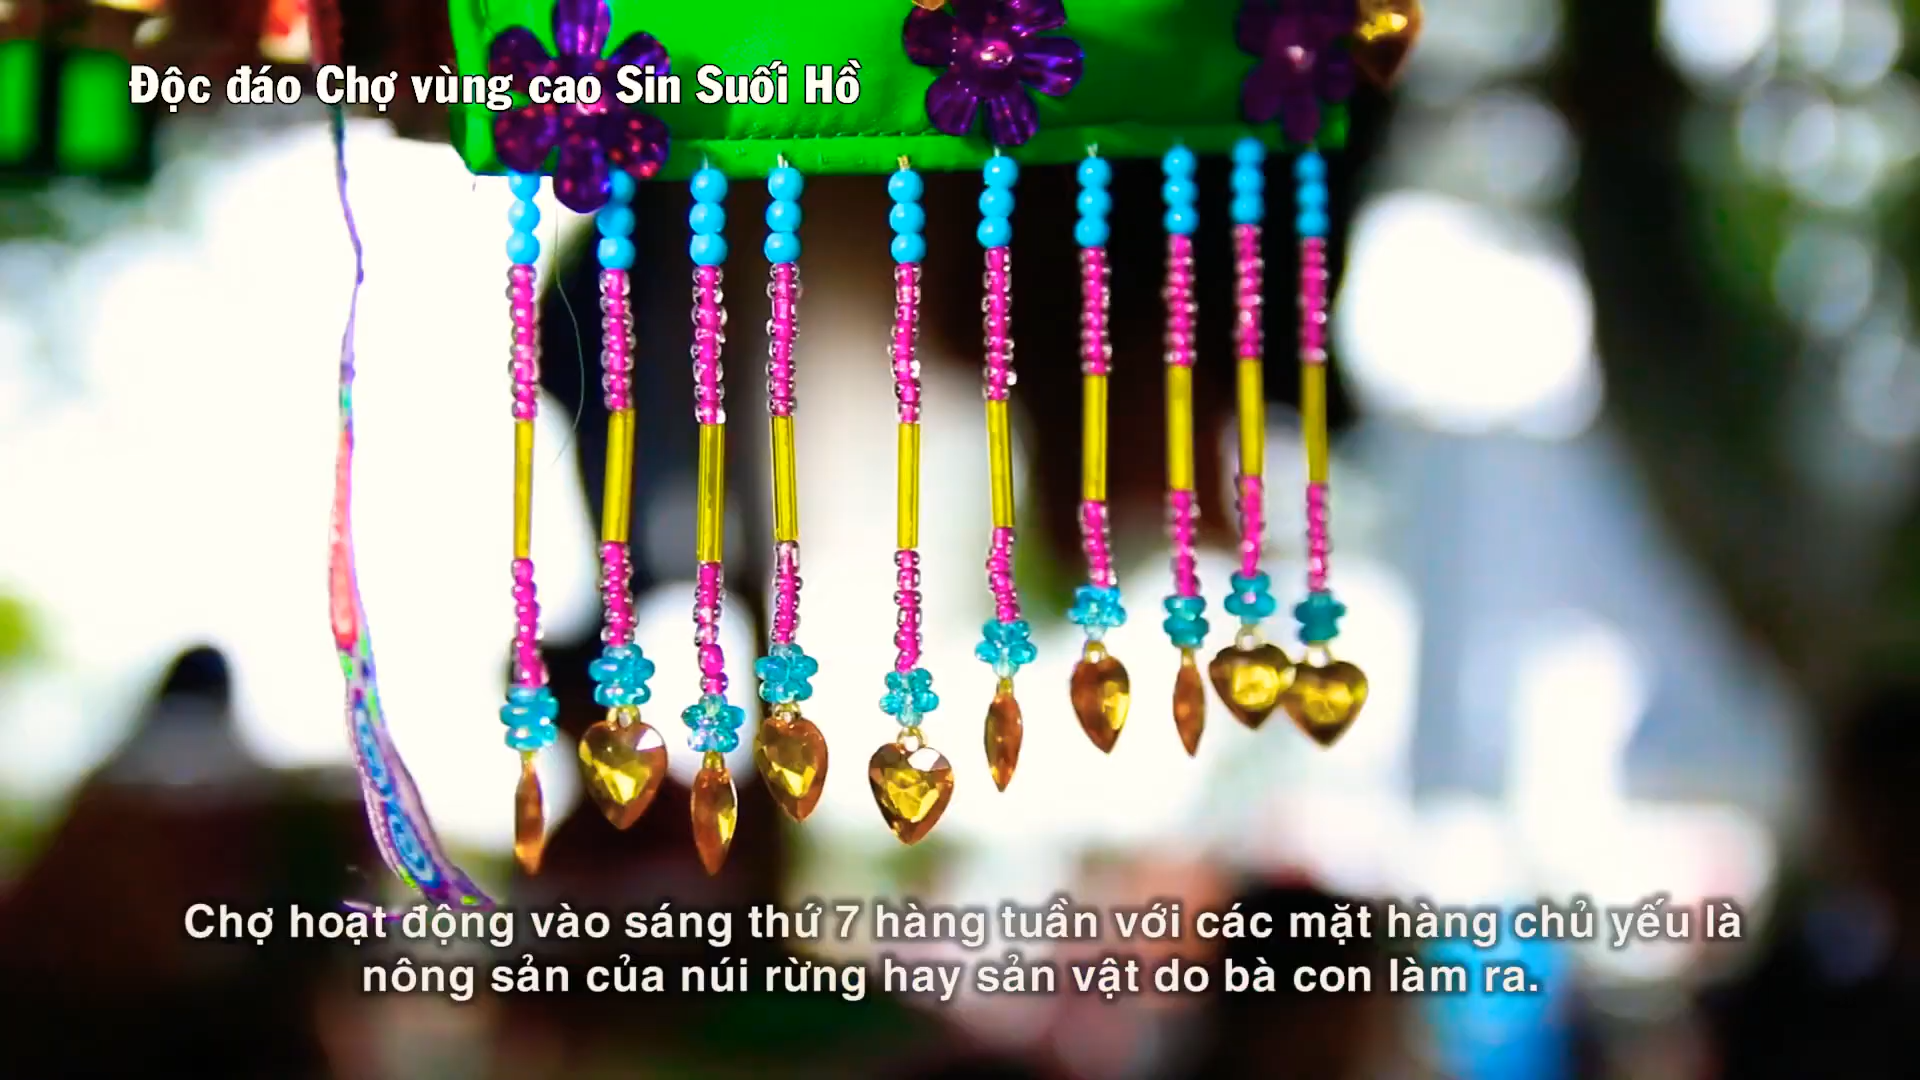 Độc đáo Chợ vùng cao Sin Suối Hồ
Chợ hoạt động vào sáng thứ 7 hàng tuần với các mặt hàng chủ yếu là
nông sản của núi rừng hay sản vật do bà con làm ra.